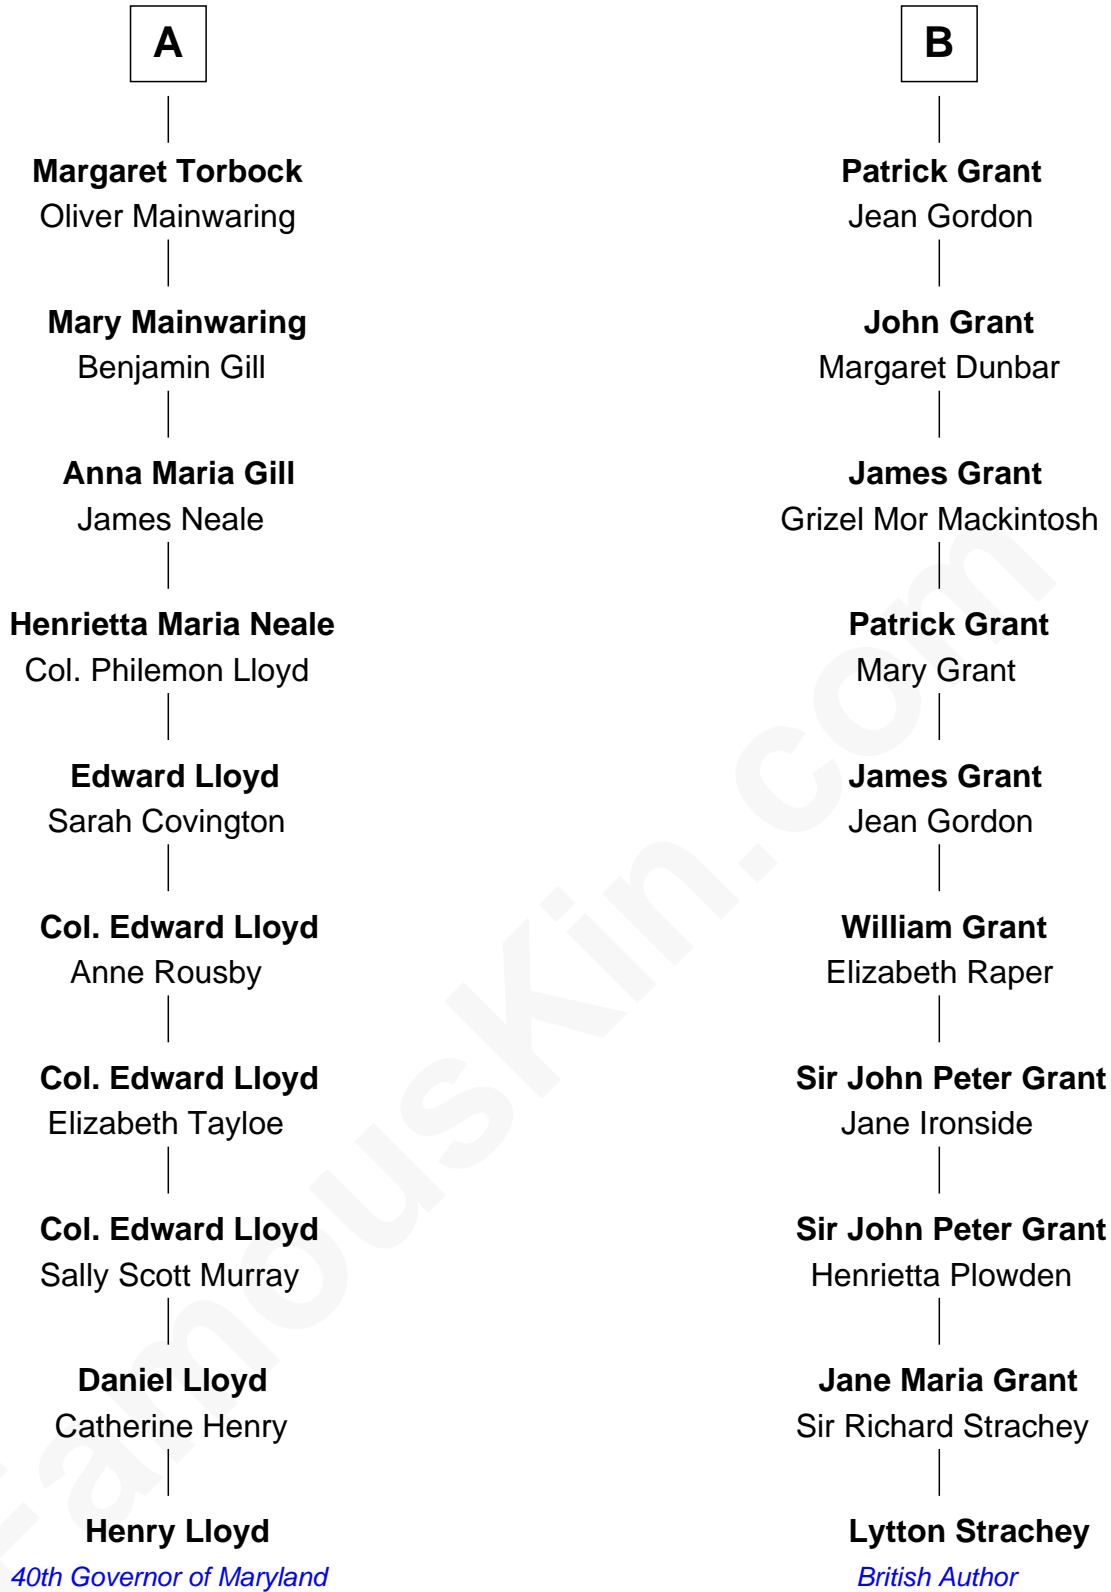 A
Margaret Torbock
Oliver Mainwaring
Mary Mainwaring
Benjamin Gill
Anna Maria Gill
James Neale
Henrietta Maria Neale
Col. Philemon Lloyd
Edward Lloyd
Sarah Covington
Col. Edward Lloyd
Anne Rousby
Col. Edward Lloyd
Elizabeth Tayloe
Col. Edward Lloyd
Sally Scott Murray
Daniel Lloyd
Catherine Henry
Henry Lloyd
40th Governor of Maryland
B
Patrick Grant
Jean Gordon
John Grant
Margaret Dunbar
James Grant
Grizel Mor Mackintosh
Patrick Grant
Mary Grant
James Grant
Jean Gordon
William Grant
Elizabeth Raper
Sir John Peter Grant
Jane Ironside
Sir John Peter Grant
Henrietta Plowden
Jane Maria Grant
Sir Richard Strachey
Lytton Strachey
British Author
FamousKin.com